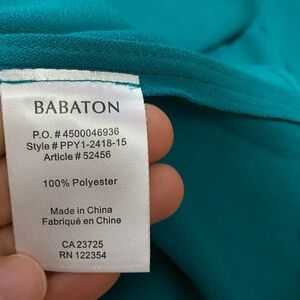 BABATON
P.O. # 4500046936
Style # PPY1-2418-15
Article # 52456
100% Polyester
Made in China
Fabriqué en Chine
CA 23725
RN 122354